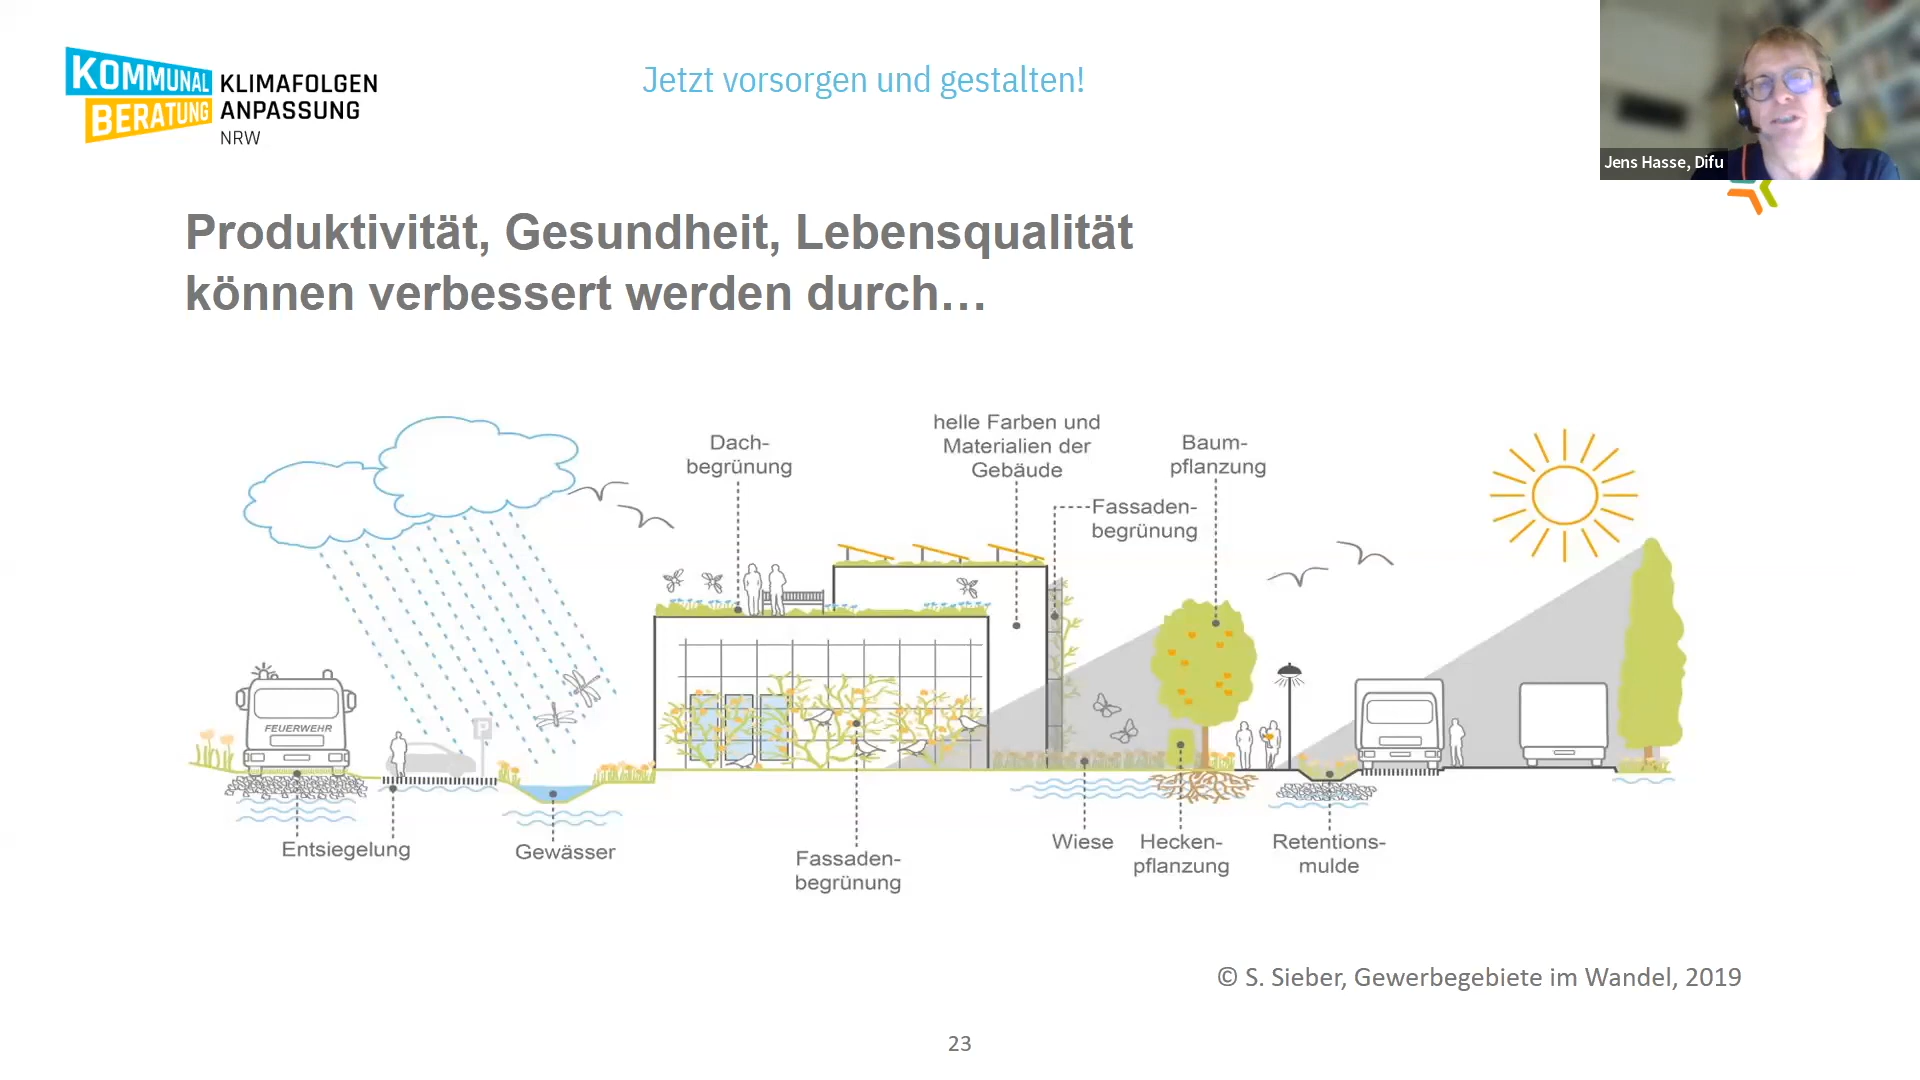 KOMMUNAL
BERATUNG
KLIMAFOLGEN
ANPASSUNG
NRW
Jetzt vorsorgen und gestalten!
Jens Hasse, Difu
Produktivität, Gesundheit, Lebensqualität
können verbessert werden durch…
Dach-
begrünung
helle Farben und
Materialien der
Gebäude
Baum-
pflanzung
Fassaden-
begrünung
P
FEUERWEHR
Entsiegelung
Gewässer
Fassaden-
begrünung
Wiese
Hecken-
pflanzung
Retentions-
mulde
© S. Sieber, Gewerbegebiete im Wandel, 2019
23